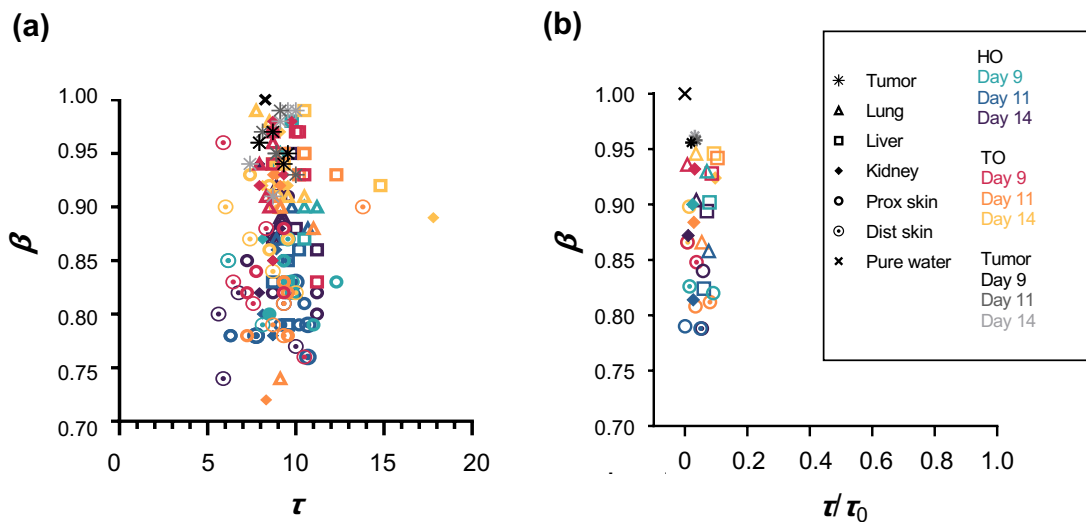 (a)
(b)
β
1.00
0.95
0.90
0.85
0.80
0.75
0.70
0
5
10
15
20
τ
β
1.00
0.95
0.90
0.85
0.80
0.75
0.70
0
0.2
0.4
0.6
0.8
1.0
τ/τ0
Tumor
Lung
Liver
Kidney
Prox skin
Dist skin
Pure water
HO
Day 9
Day 11
Day 14
TO
Day 9
Day 11
Day 14
Tumor
Day 9
Day 11
Day 14